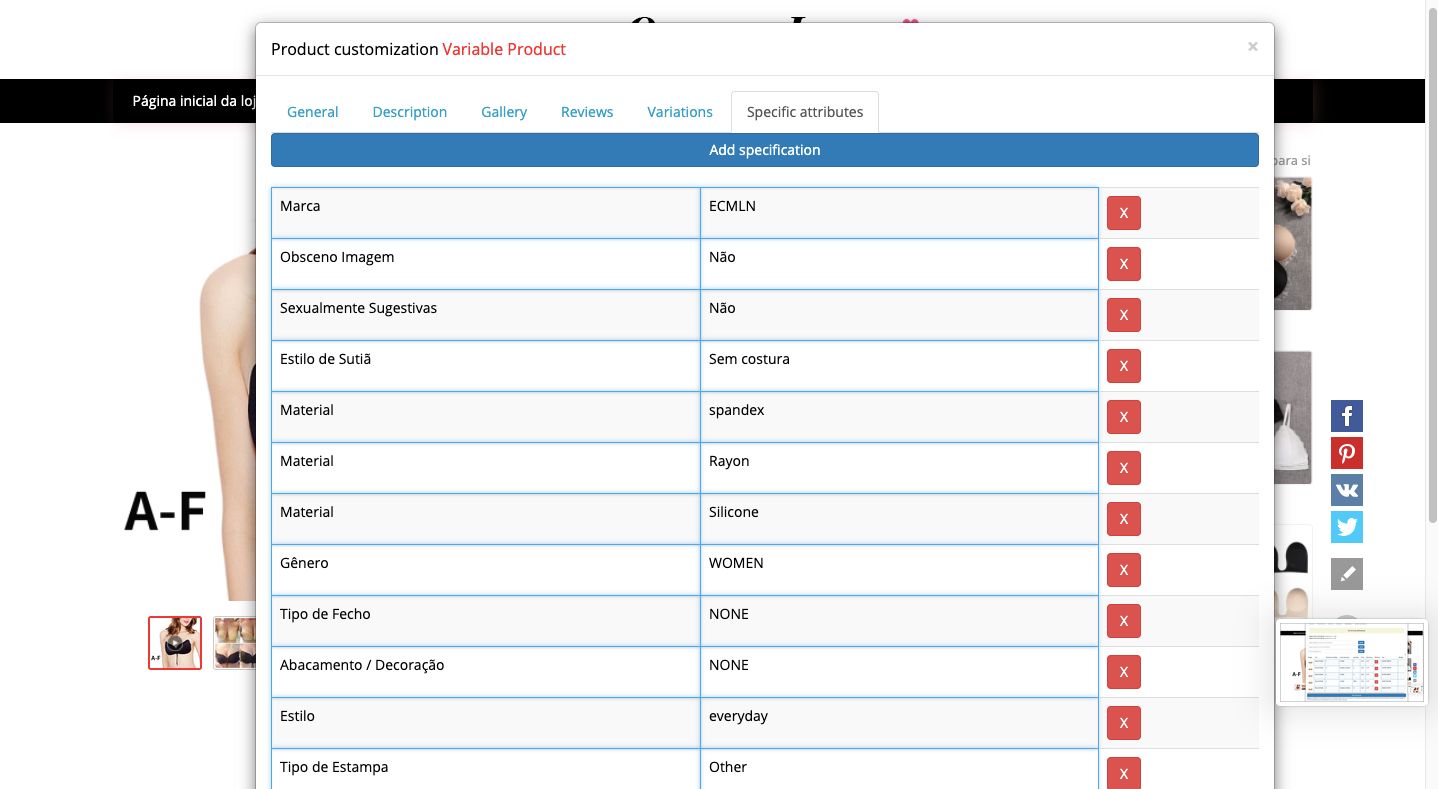 Product customization Variable Product
×
Página inicial da loj
General Description Gallery Reviews Variations Specific attributes
Add specification
para si
Marca ECMLN X
Obsceno Imagem Não X
Sexualmente Sugestivas Não X
Estilo de Sutiã Sem costura X
Material spandex X
Material Rayon X
Material Silicone X
A-F
Gênero WOMEN X
Tipo de Fecho NONE X
Abacamento / Decoração NONE X
Estilo everyday X
Tipo de Estampa Other X